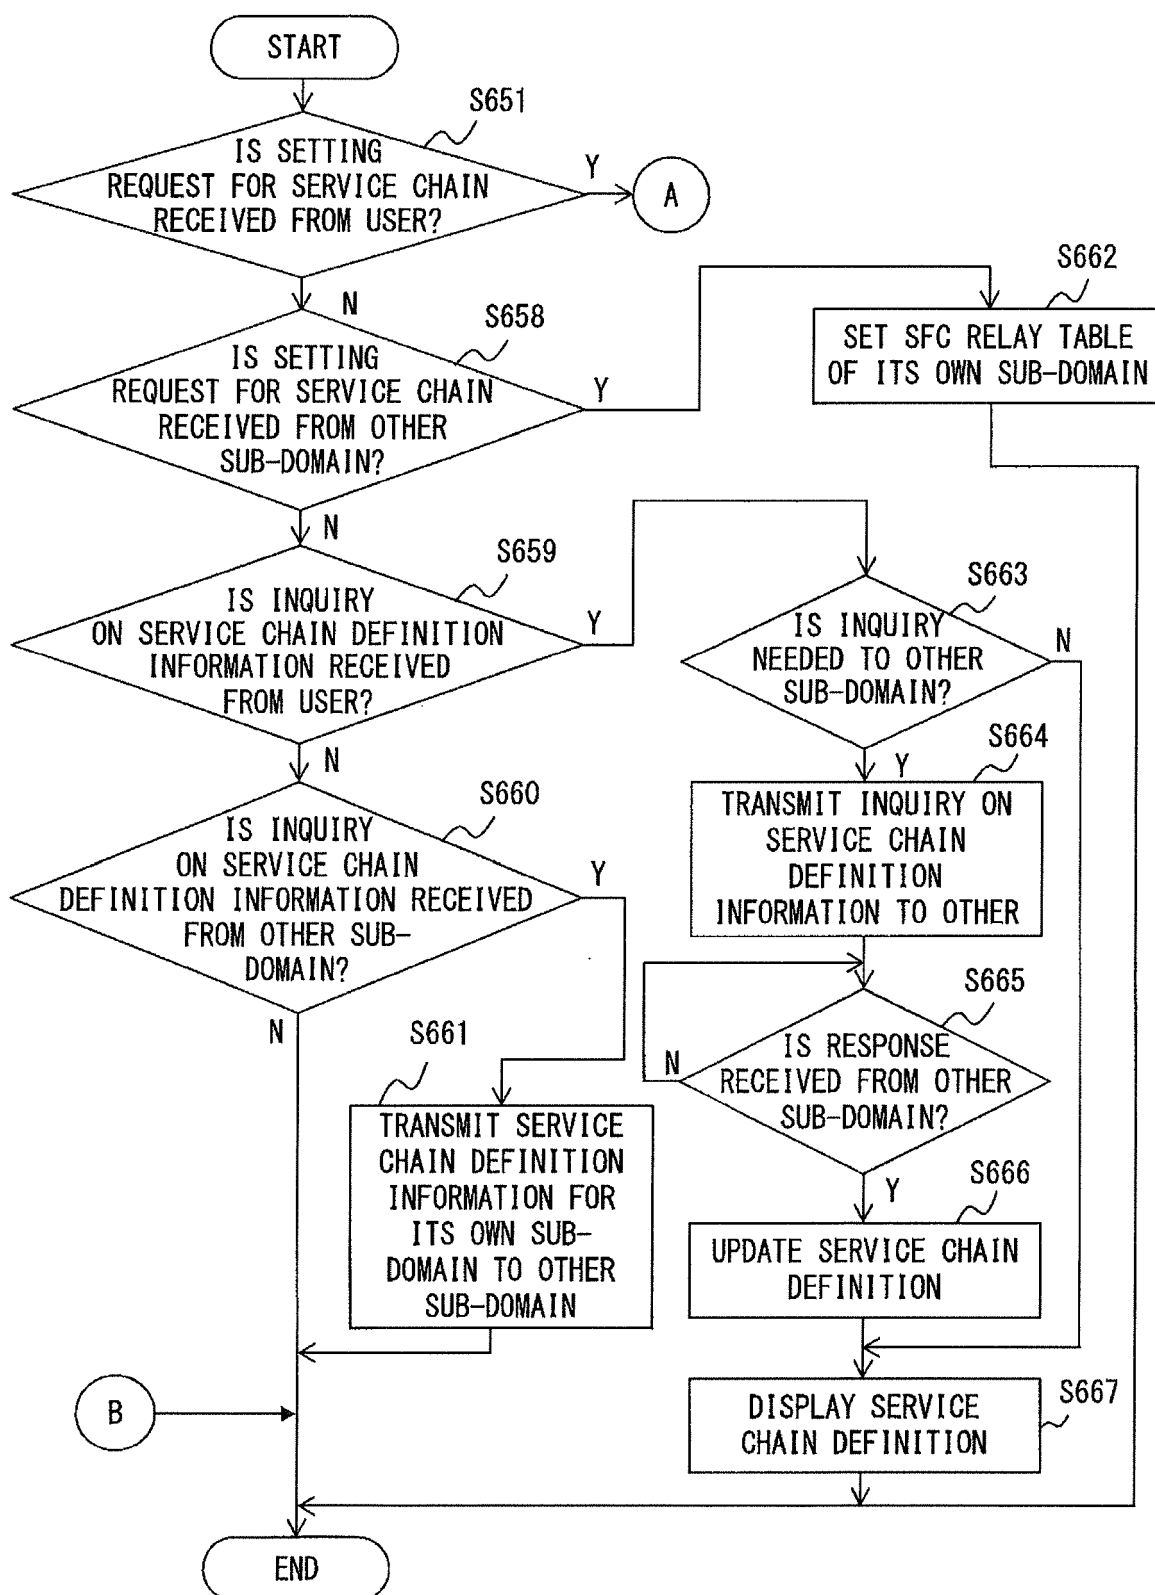 START
S651
IS SETTING
REQUEST FOR SERVICE CHAIN
RECEIVED FROM USER?
Y
A
N
S658
IS SETTING
REQUEST FOR SERVICE CHAIN
RECEIVED FROM OTHER
SUB-DOMAIN?
Y
S662
SET SFC RELAY TABLE
OF ITS OWN SUB-DOMAIN
N
S659
IS INQUIRY
ON SERVICE CHAIN DEFINITION
INFORMATION RECEIVED
FROM USER?
Y
S663
IS INQUIRY
NEEDED TO OTHER
SUB-DOMAIN?
N
Y
S664
TRANSMIT INQUIRY ON
SERVICE CHAIN
DEFINITION
INFORMATION TO OTHER
N
S660
IS INQUIRY
ON SERVICE CHAIN
DEFINITION INFORMATION RECEIVED
FROM OTHER SUB-
DOMAIN?
Y
N
S661
TRANSMIT SERVICE
CHAIN DEFINITION
INFORMATION FOR
ITS OWN SUB-
DOMAIN TO OTHER
SUB-DOMAIN
S665
IS RESPONSE
RECEIVED FROM OTHER
SUB-DOMAIN?
N
Y
S666
UPDATE SERVICE CHAIN
DEFINITION
B
S667
DISPLAY SERVICE
CHAIN DEFINITION
END